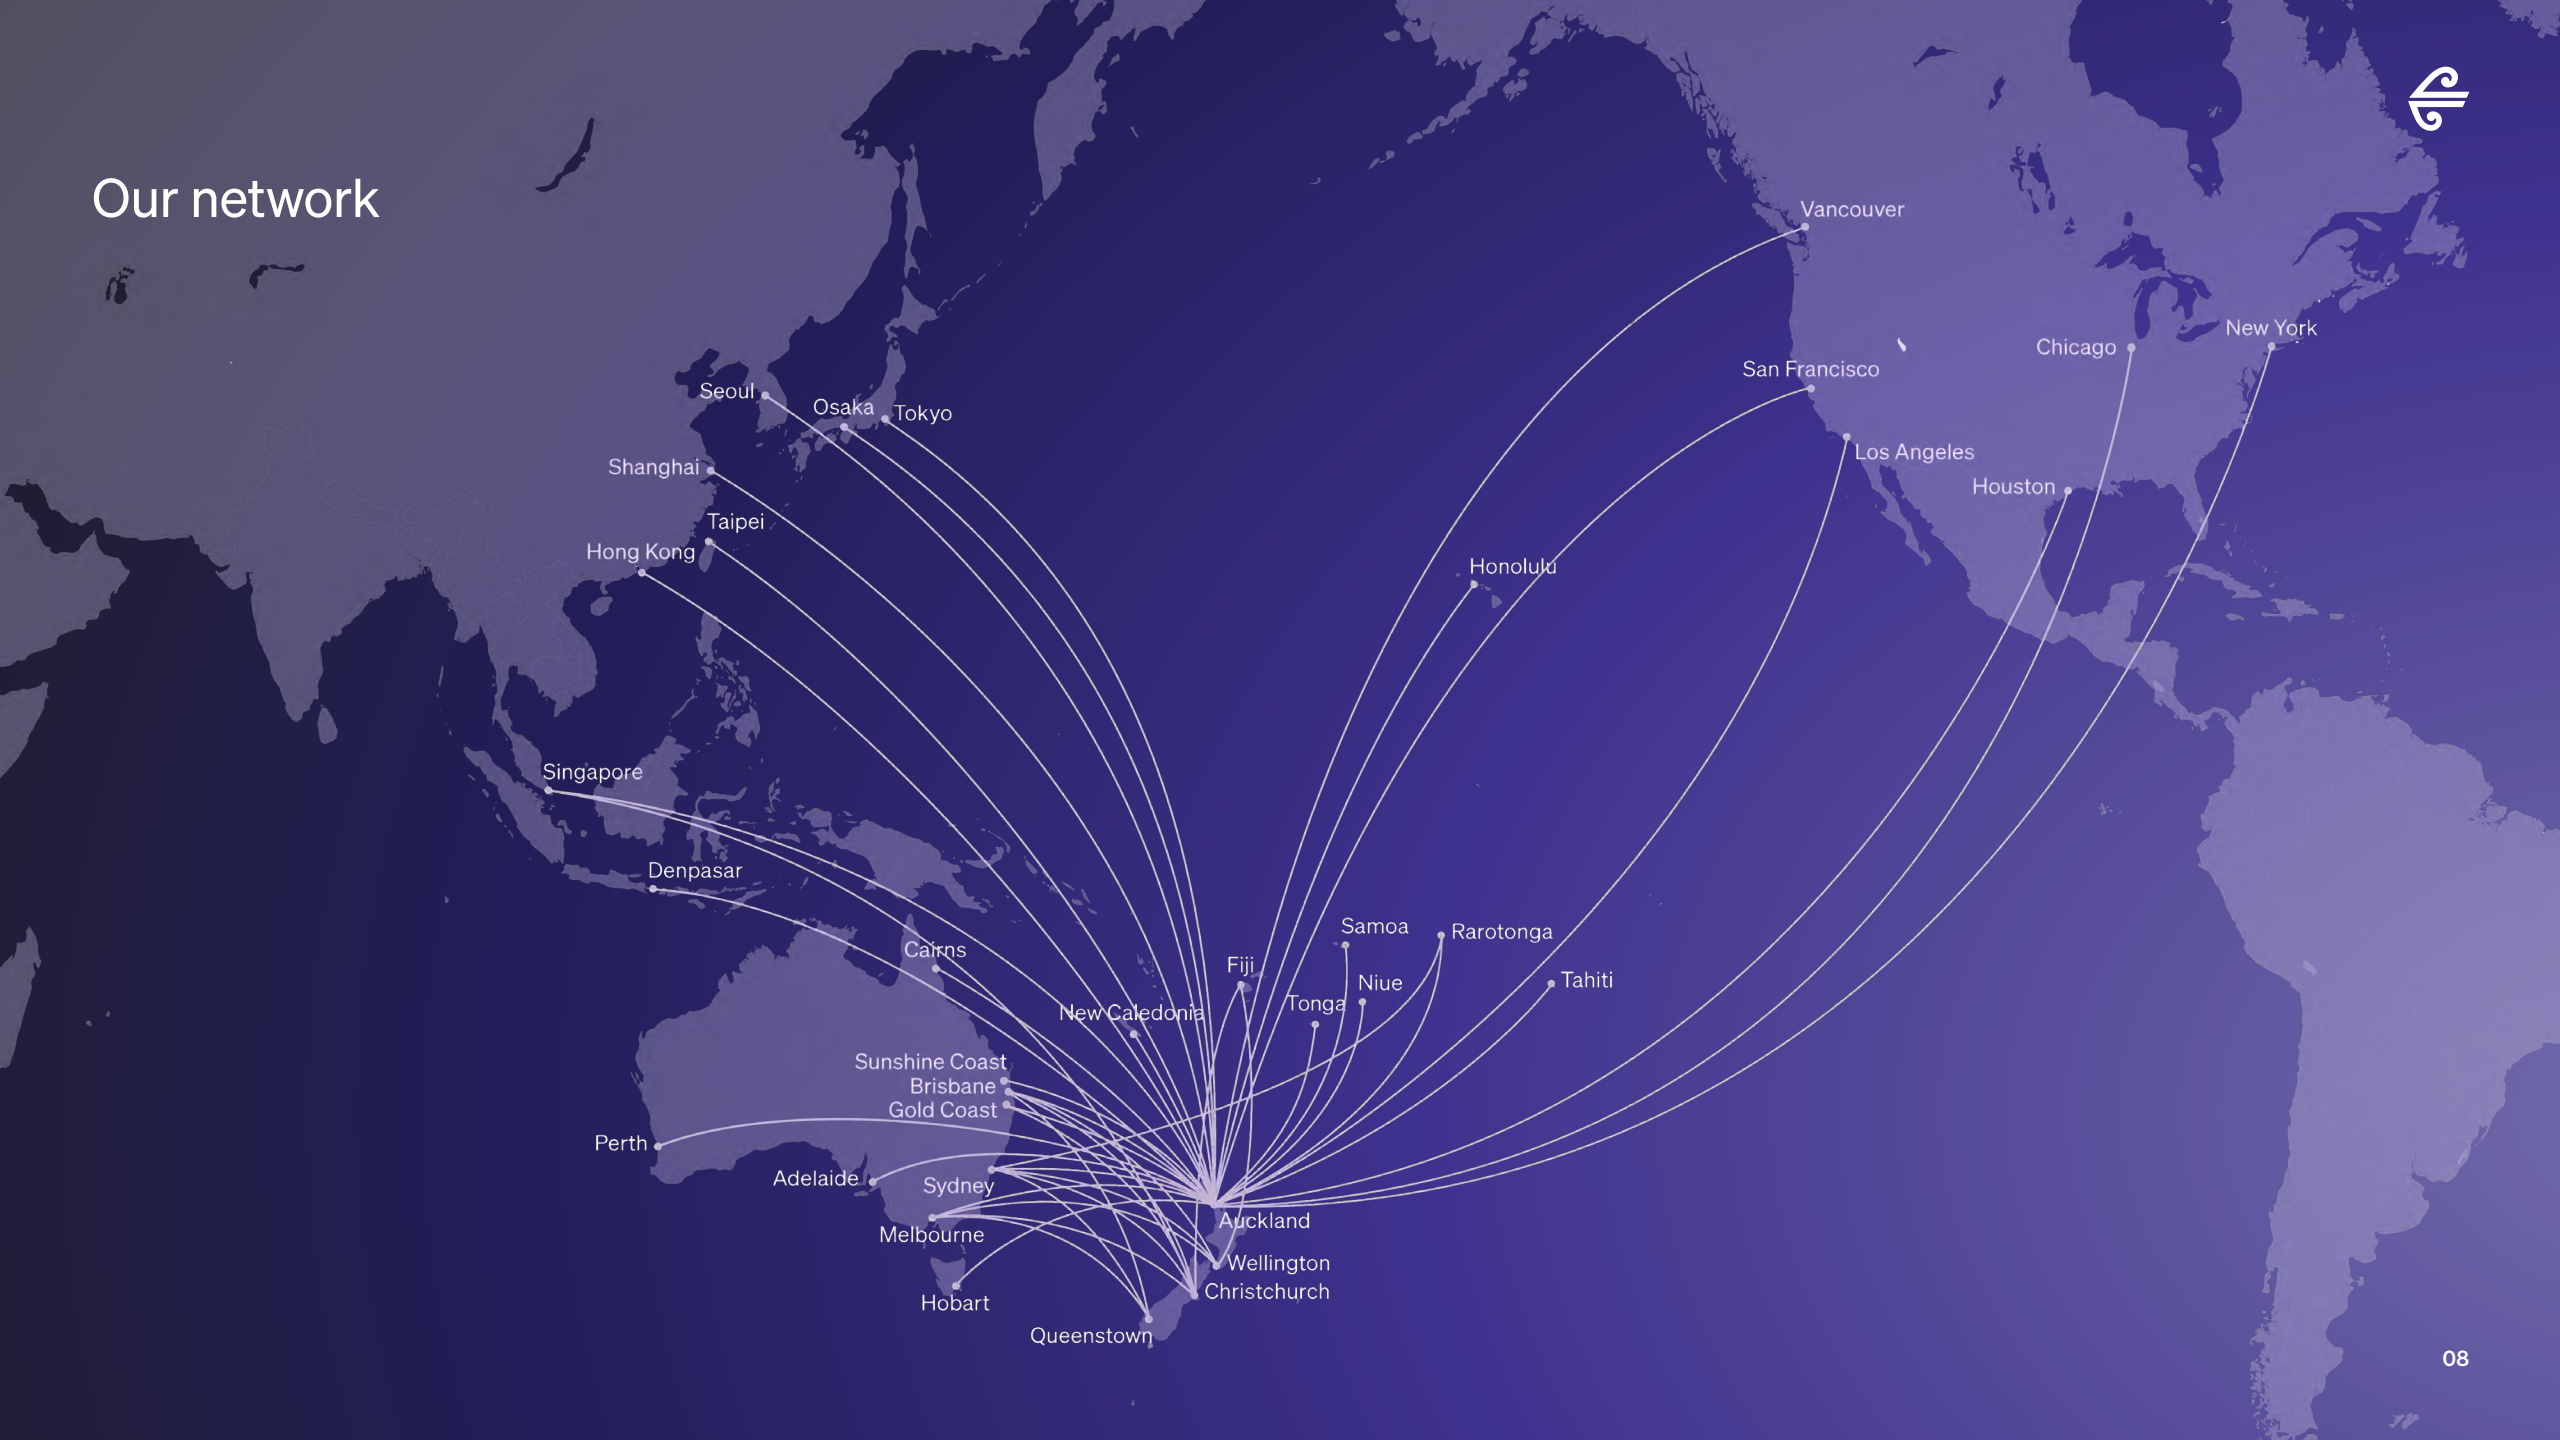 Our network
Vancouver
New York
Chicago
San Francisco
Seoul
Osaka
Tokyo
Los Angeles
Shanghai
Houston
Taipei
Hong Kong
Honolulu
Singapore
Denpasar
Samoa
Rarotonga
Cairns
Fiji
Niue
Tahiti
Tonga
New Caledonia
Sunshine Coast
Brisbane
Gold Coast
Perth
Adelaide
Sydney
Auckland
Melbourne
Wellington
Christchurch
Hobart
Queenstown
08